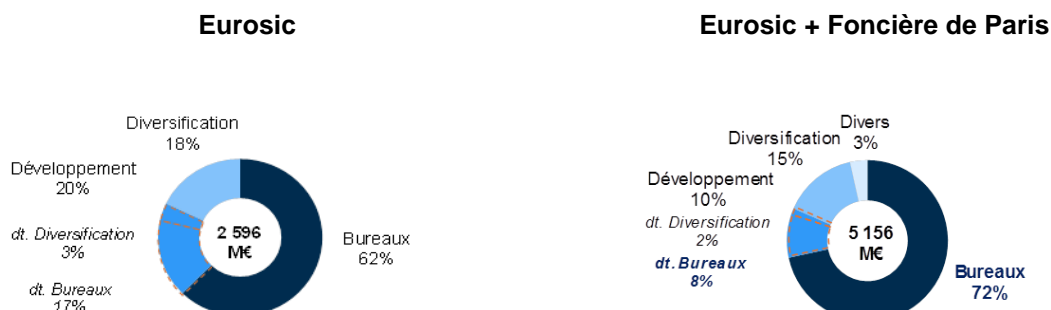 Eurosic
Diversification
18%
Développement
20%
dt. Diversification
3%
dt. Bureaux
17%
2 596
M€
Bureaux
62%
Eurosic + Foncière de Paris
Divers
3%
Diversification
15%
Développement
10%
dt. Diversification
2%
dt. Bureaux
8%
5 156
M€
Bureaux
72%